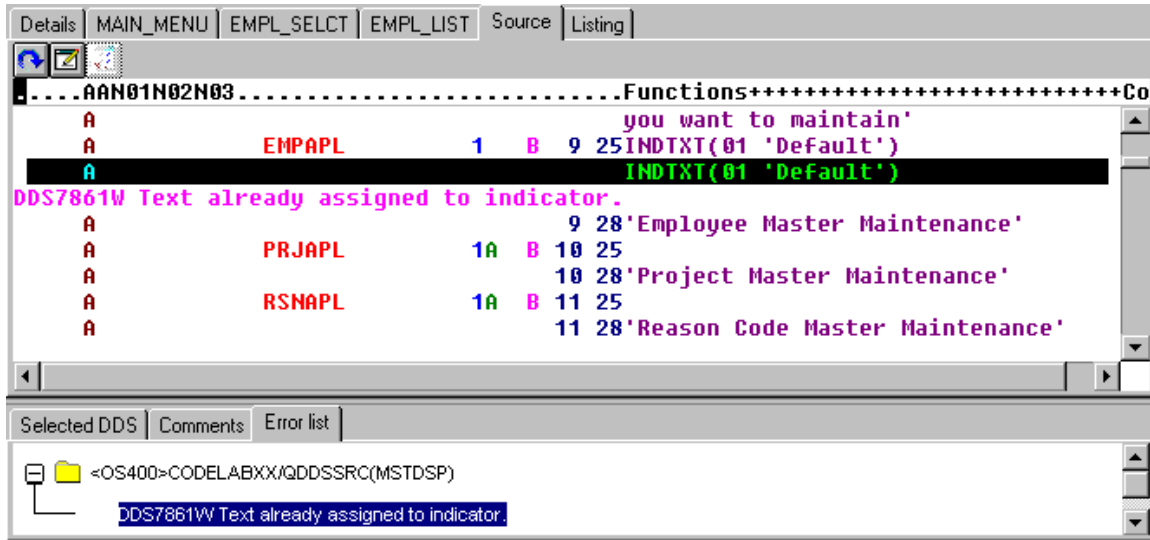 Details MAIN_MENU EMPL_SELCT EMPL_LIST Source Listing
.....AAN01N02N03............................Functions+++++++++++++++++++++++++++Co
A you want to maintain'
A EMPAPL 1 B 9 25INDTXT(01 'Default')
A INDTXT(01 'Default')
DDS7861W Text already assigned to indicator.
A 9 28'Employee Master Maintenance'
A PRJAPL 1A B 10 25
A 10 28'Project Master Maintenance'
A RSNAPL 1A B 11 25
A 11 28'Reason Code Master Maintenance'
Selected DDS Comments Error list
<OS400>CODELABXX/QDDSSRC(MSTDSP)
DDS7861W Text already assigned to indicator.